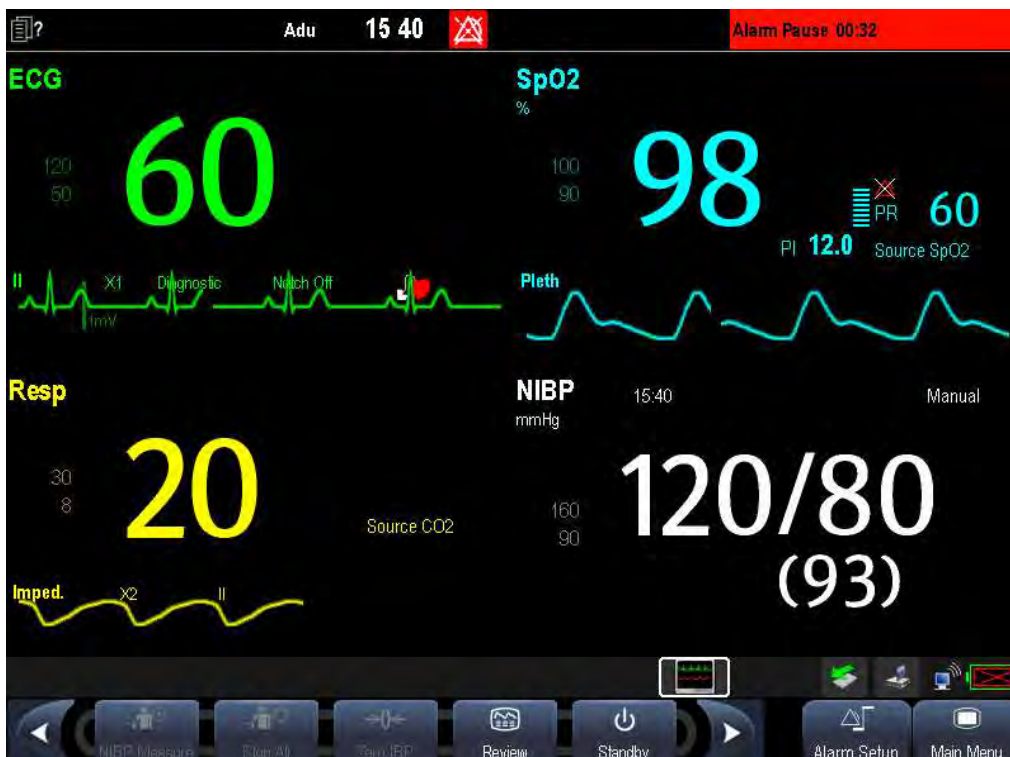 ? Adu 15 40 Alarm Pause 00:32
ECG
120
50
60
II X1 Diagnostic Notch Off
1mV
SpO2
%
100
90
98
PR 60
PI 12.0 Source SpO2
Pleth
Resp
30
8
20
Source CO2
Imped. X2 II
NIBP 15:40 Manual
mmHg
160
90
120/80
(93)
NIBP Measure
Stop All
Zero IBP
Review
Standby
Alarm Setup
Main Menu